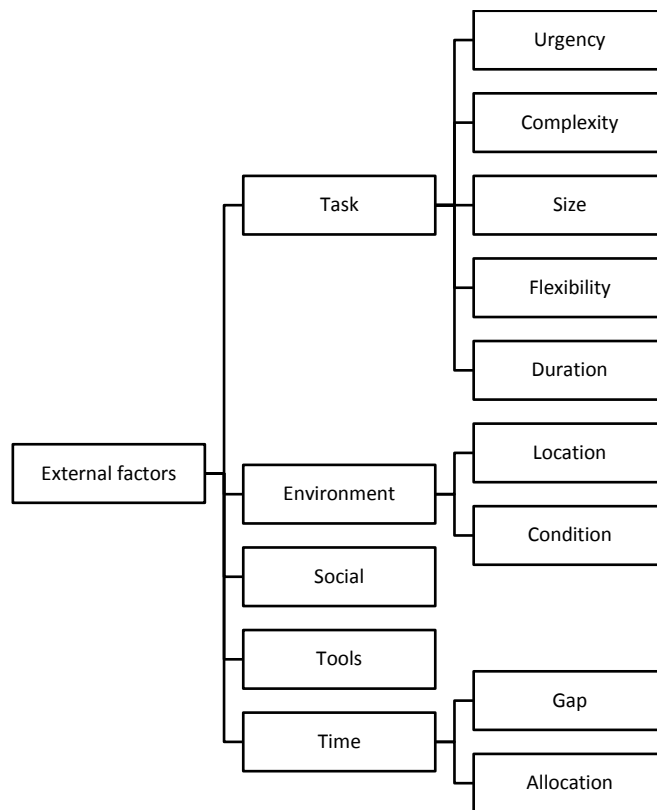 Urgency
Complexity
Task
Size
Flexibility
Duration
Location
External factors
Environment
Condition
Social
Tools
Gap
Time
Allocation